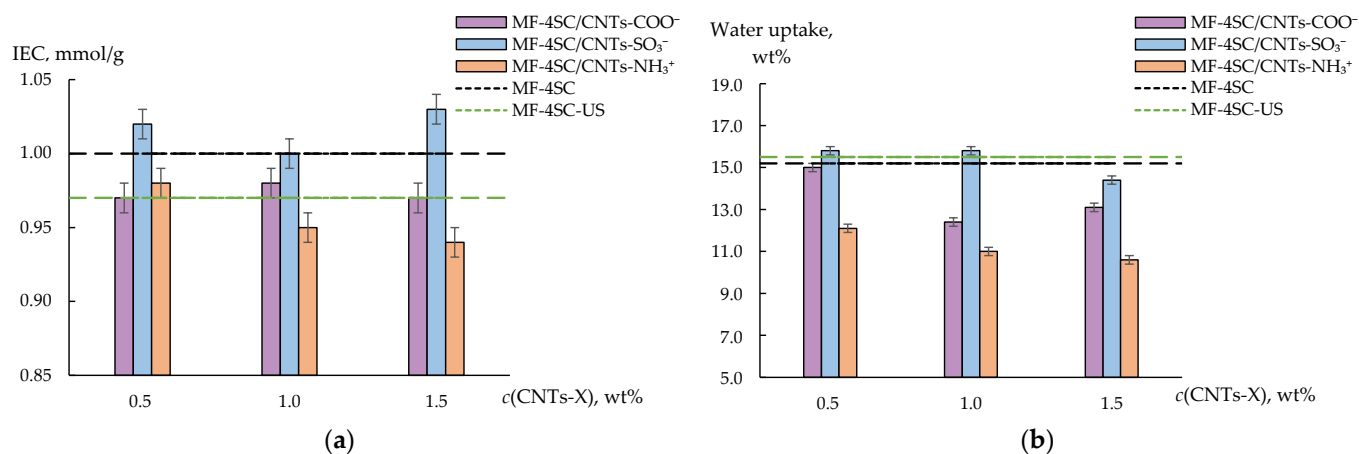 IEC, mmol/g
MF-4SC/CNTs-COO⁻
MF-4SC/CNTs-SO₃⁻
MF-4SC/CNTs-NH₃⁺
MF-4SC
MF-4SC-US
1.05
1.00
0.95
0.90
0.85
0.5
1.0
1.5
c(CNTs-X), wt%
(a)
Water uptake,
wt%
MF-4SC/CNTs-COO⁻
MF-4SC/CNTs-SO₃⁻
MF-4SC/CNTs-NH₃⁺
MF-4SC
MF-4SC-US
19.0
17.0
15.0
13.0
11.0
9.0
7.0
5.0
0.5
1.0
1.5
c(CNTs-X), wt%
(b)